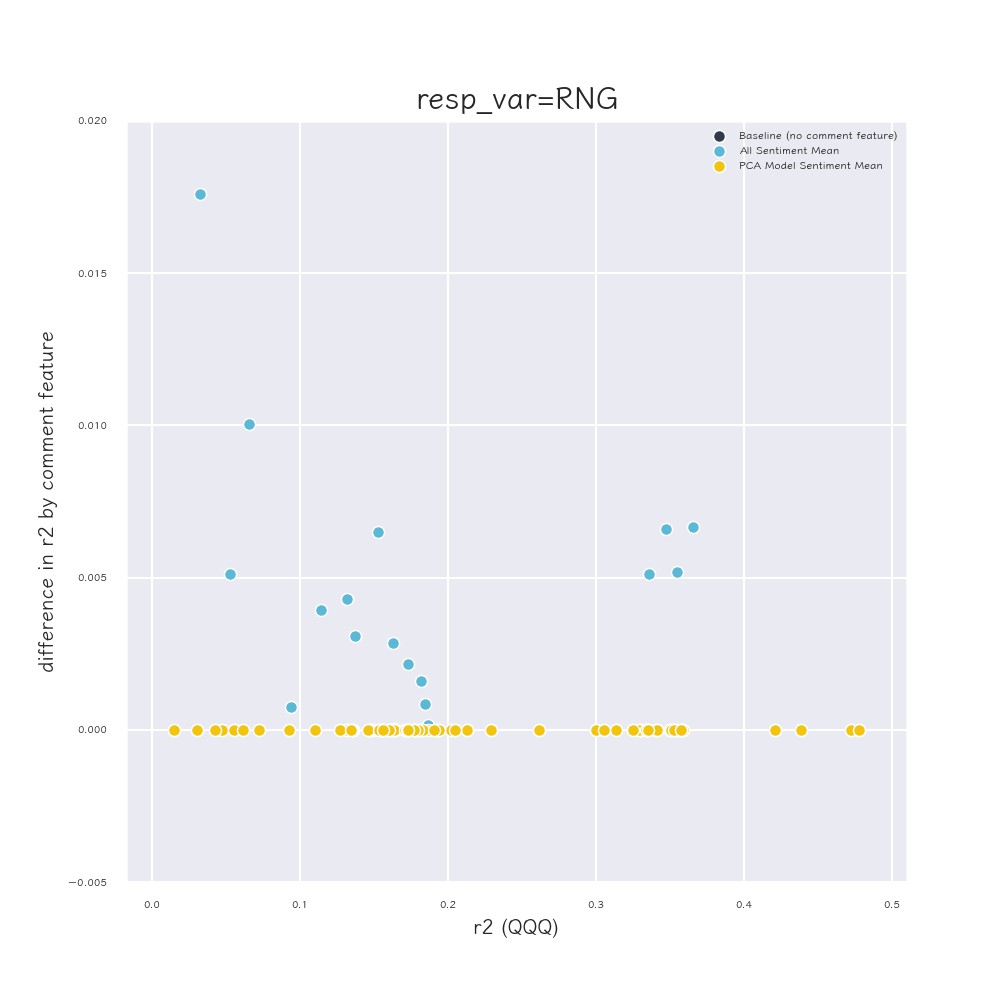 resp_var=RNG
0.020
Baseline (no comment feature)
All Sentiment Mean
PCA Model Sentiment Mean
0.015
0.010
0.005
0.000
−0.005
difference in r2 by comment feature
0.0 0.1 0.2 0.3 0.4 0.5
r2 (QQQ)